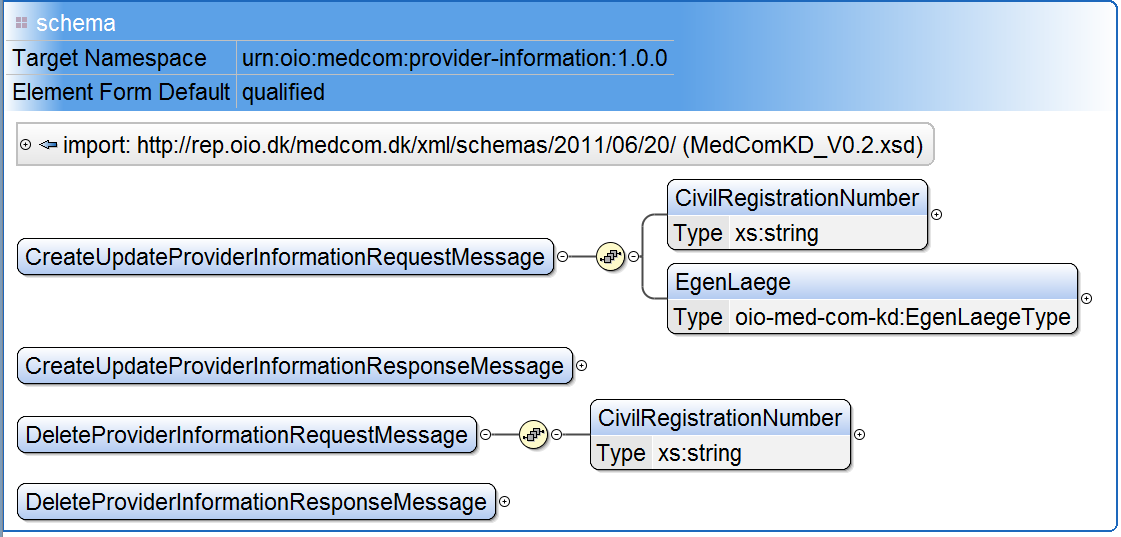 schema
Target Namespace urn:oio:medcom:provider-information:1.0.0
Element Form Default qualified
import: http://rep.oio.dk/medcom.dk/xml/schemas/2011/06/20/ (MedComKD_V0.2.xsd)
CreateUpdateProviderInformationRequestMessage
CivilRegistrationNumber
Type xs:string
EgenLaege
Type oio-med-com-kd:EgenLaegeType
CreateUpdateProviderInformationResponseMessage
DeleteProviderInformationRequestMessage
CivilRegistrationNumber
Type xs:string
DeleteProviderInformationResponseMessage